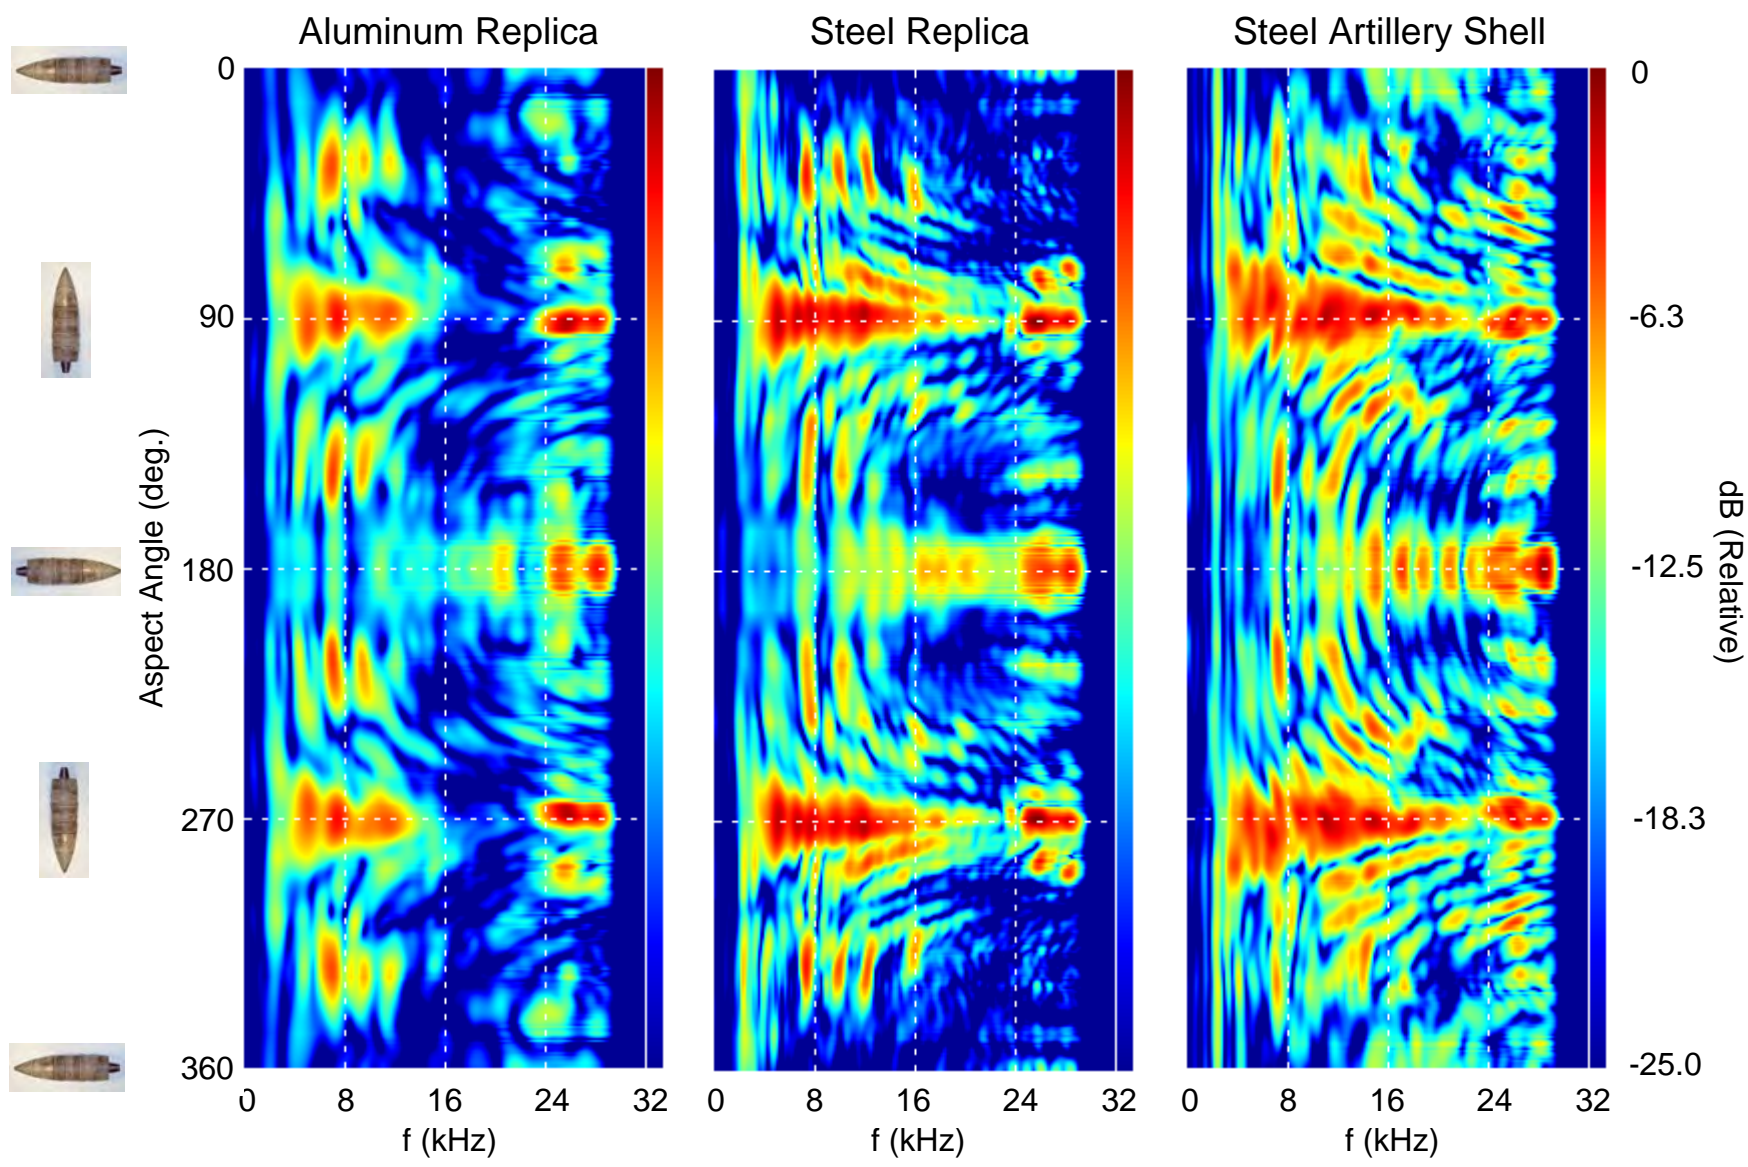 Aluminum Replica
Steel Replica
Steel Artillery Shell
0
90
180
270
360
Aspect Angle (deg.)
0 8 16 24 32
f (kHz)
0 8 16 24 32
f (kHz)
0 8 16 24 32
f (kHz)
0
-6.3
-12.5
-18.3
-25.0
dB (Relative)